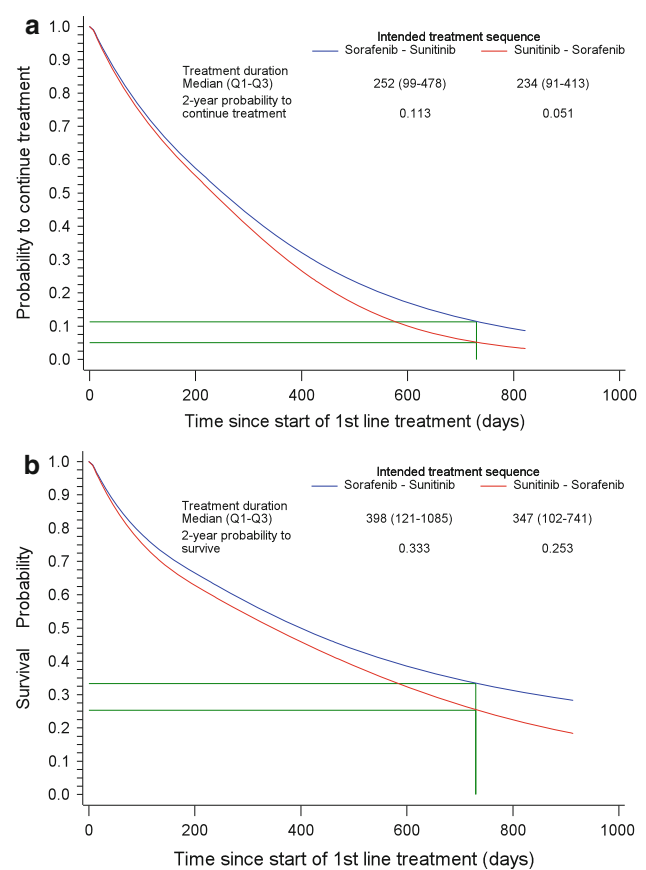 a
Intended treatment sequence
Sorafenib - Sunitinib Sunitinib - Sorafenib
Treatment duration
Median (Q1-Q3) 252 (99-478) 234 (91-413)
2-year probability to
continue treatment 0.113 0.051
Probability to continue treatment
1.0
0.9
0.8
0.7
0.6
0.5
0.4
0.3
0.2
0.1
0.0
0 200 400 600 800 1000
Time since start of 1st line treatment (days)
b
Intended treatment sequence
Sorafenib - Sunitinib Sunitinib - Sorafenib
Treatment duration
Median (Q1-Q3) 398 (121-1085) 347 (102-741)
2-year probability to
survive 0.333 0.253
Survival Probability
1.0
0.9
0.8
0.7
0.6
0.5
0.4
0.3
0.2
0.1
0.0
0 200 400 600 800 1000
Time since start of 1st line treatment (days)